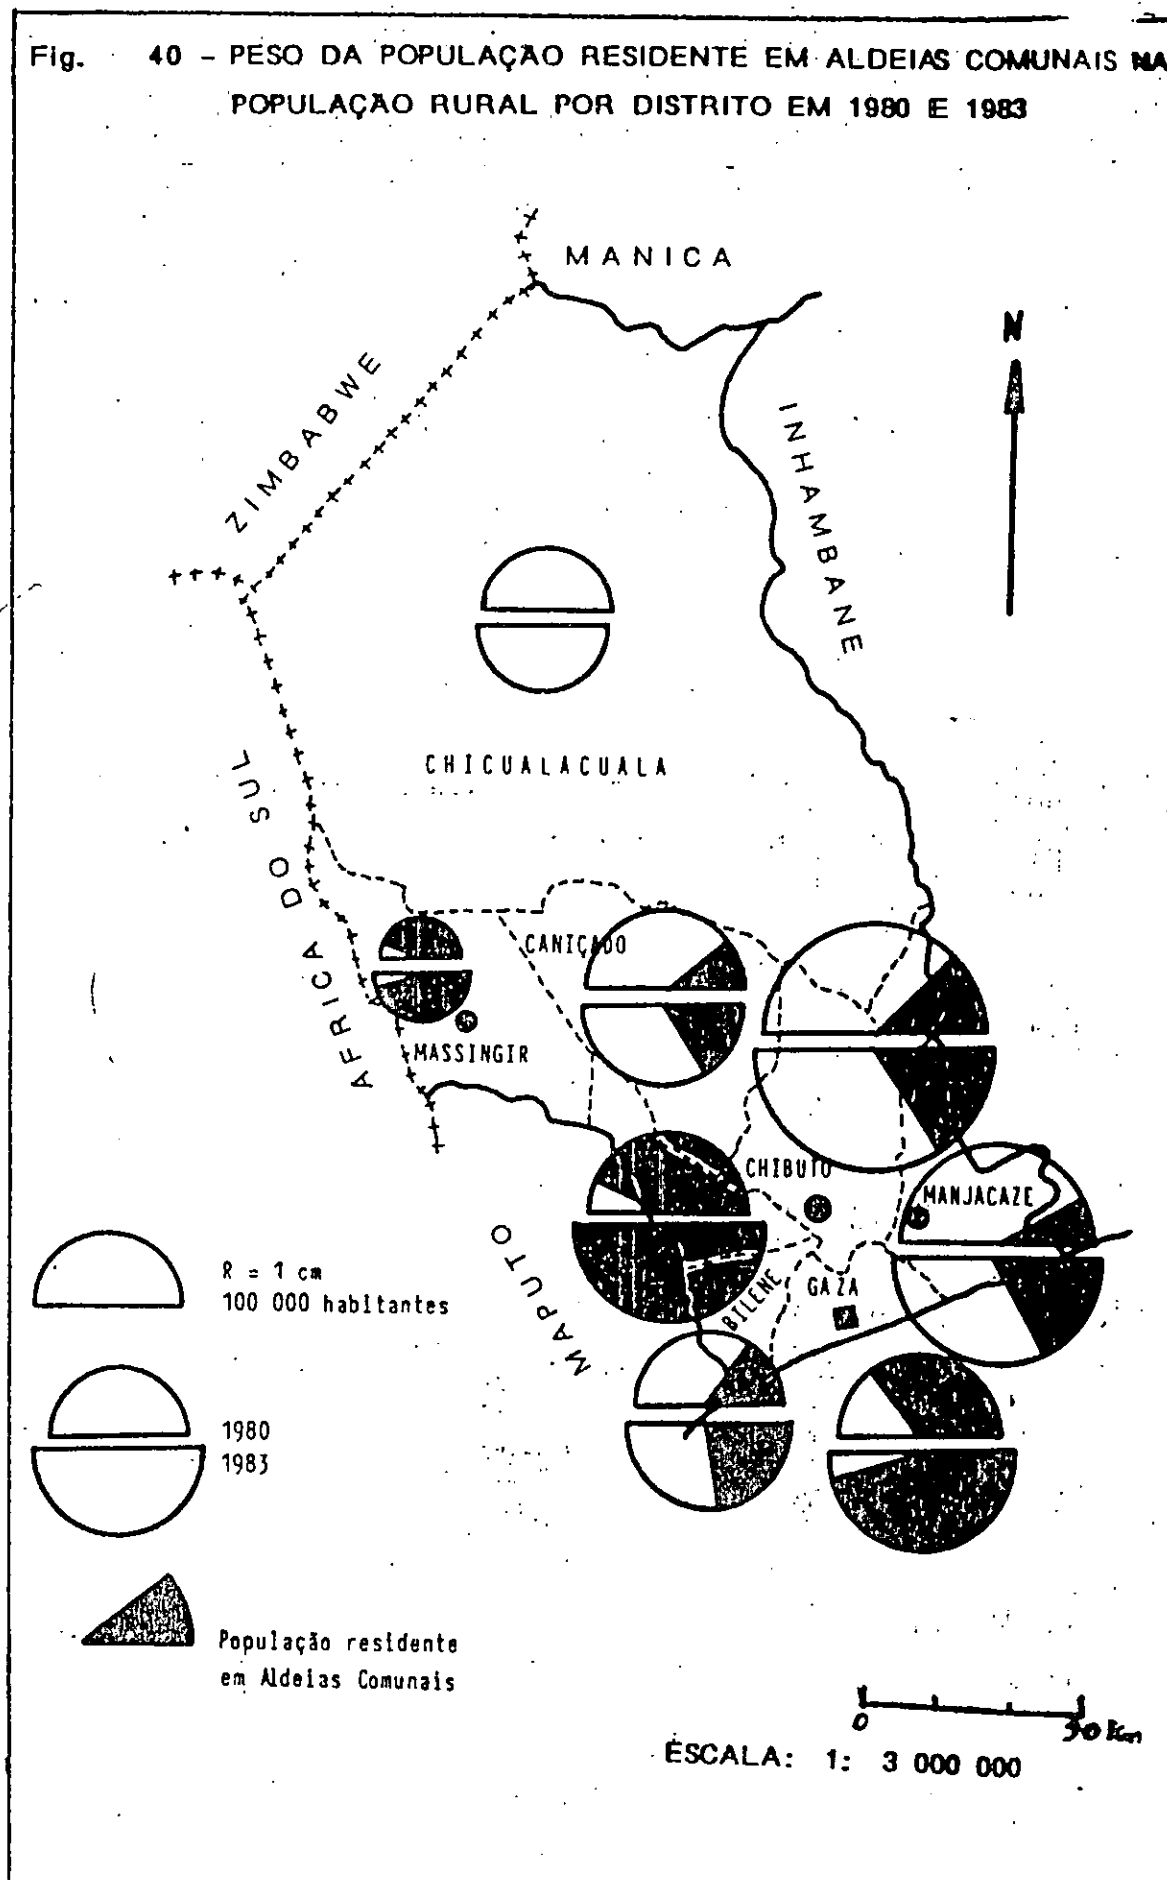 Fig. 40 - PESO DA POPULAÇÃO RESIDENTE EM ALDEIAS COMUNAIS NA
POPULAÇÃO RURAL POR DISTRITO EM 1980 E 1983
MANICA
N
ZIMBABWE
INHAMBANE
CHICUALACUALA
AFRICA DO SUL
CANIÇADO
MASSINGIR
CHIBUTO
MANJACAZE
MAPUTO
BILENE
GAZA
R = 1 cm
100 000 habitantes
1980
1983
População residente
em Aldeias Comunais
0 30 Km
ESCALA: 1: 3 000 000